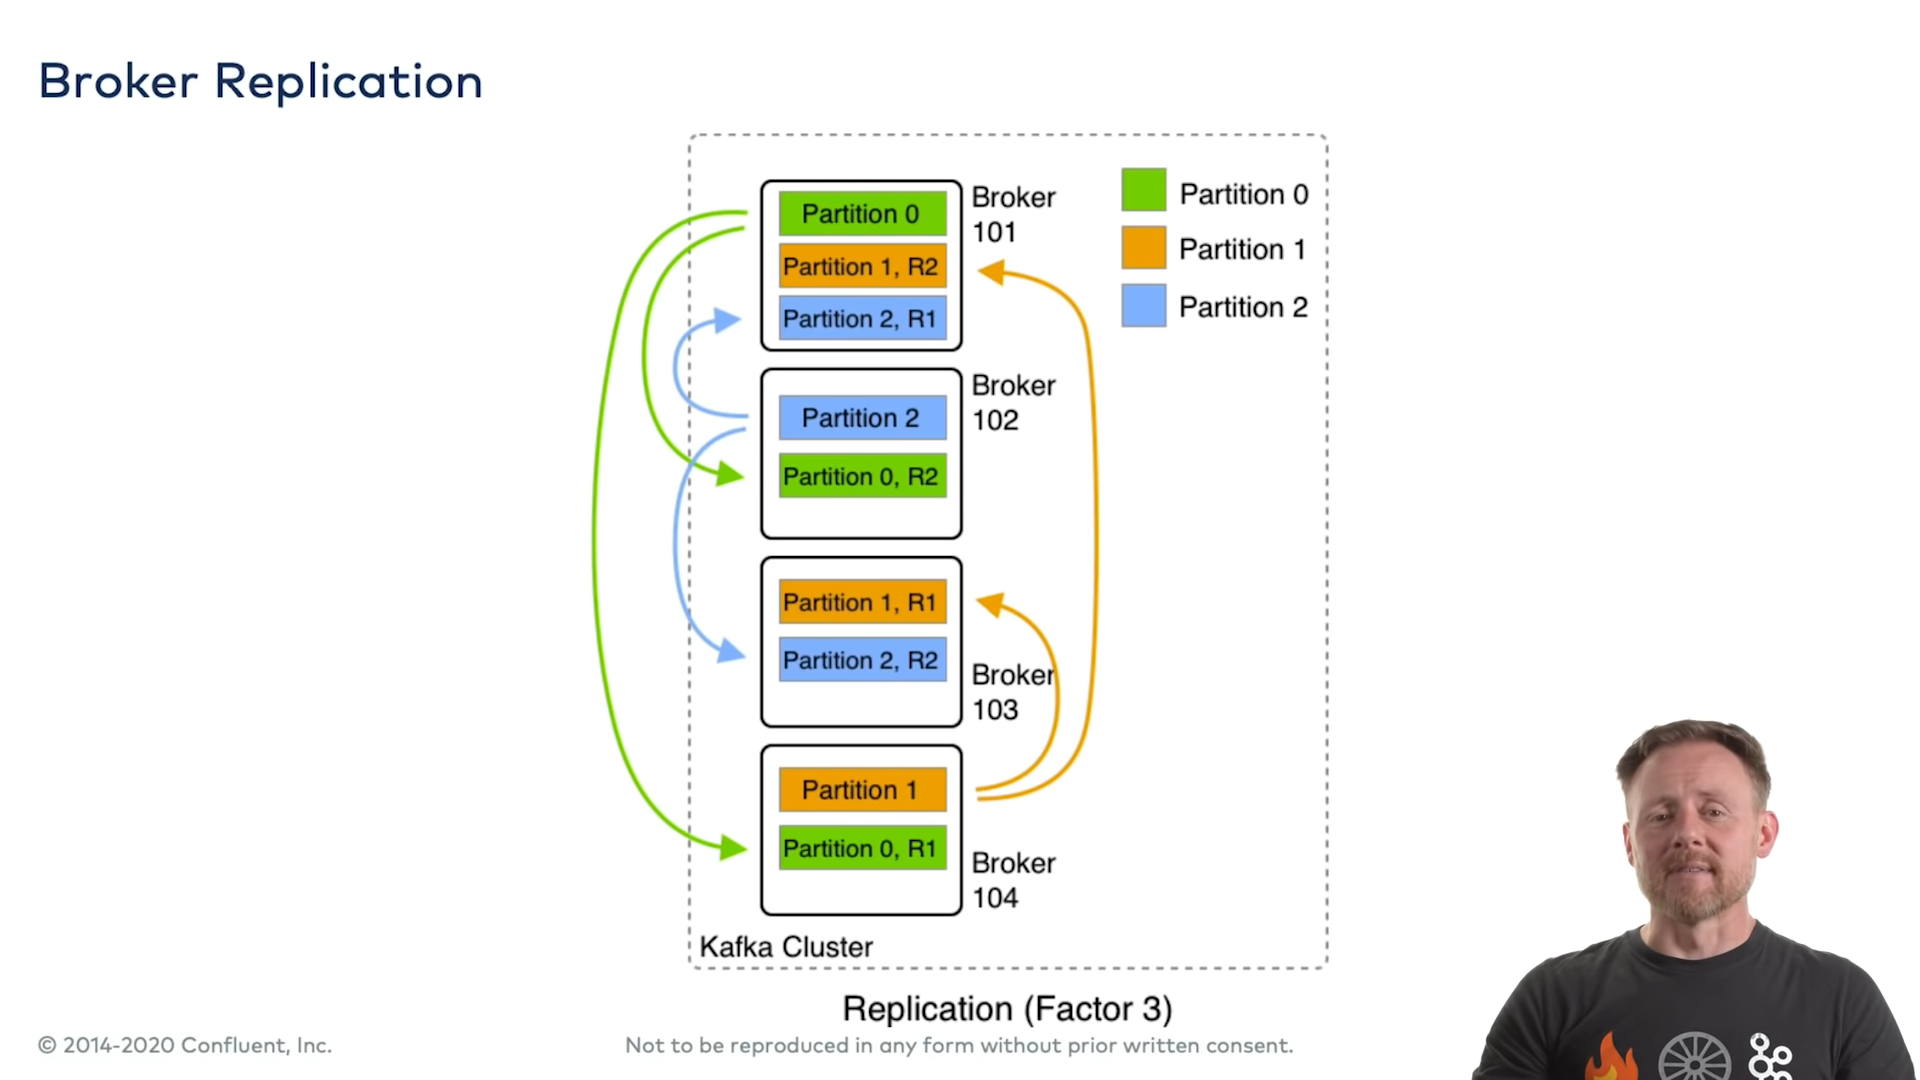 Broker Replication
Partition 0
Partition 1, R2
Partition 2, R1
Broker
101
Partition 0
Partition 1
Partition 2
Partition 2
Partition 0, R2
Broker
102
Partition 1, R1
Partition 2, R2
Broker
103
Partition 1
Partition 0, R1
Broker
104
Kafka Cluster
Replication (Factor 3)
© 2014-2020 Confluent, Inc.
Not to be reproduced in any form without prior written consent.